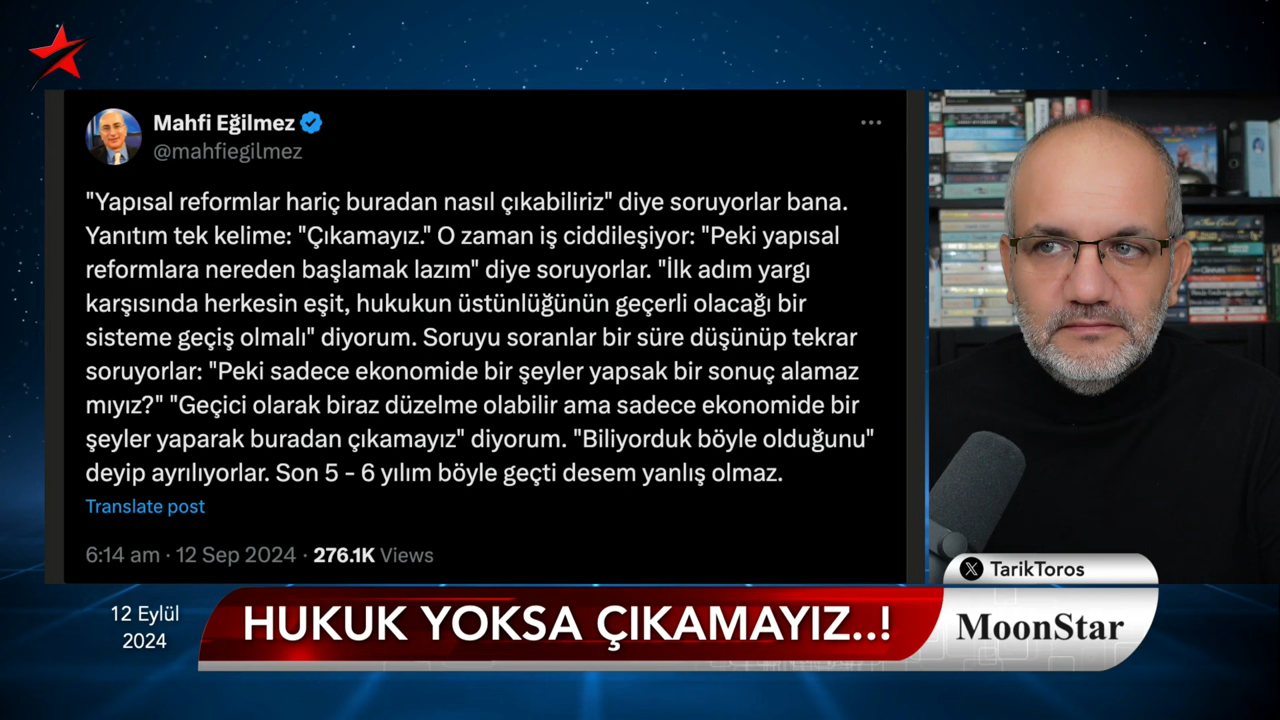 Mahfi Eğilmez
@mahfiegilmez
"Yapısal reformlar hariç buradan nasıl çıkabiliriz" diye soruyorlar bana.
Yanıtım tek kelime: "Çıkamayız." O zaman iş ciddileşiyor: "Peki yapısal
reformlara nereden başlamak lazım" diye soruyorlar. "İlk adım yargı
karşısında herkesin eşit, hukukun üstünlüğünün geçerli olacağı bir
sisteme geçiş olmalı" diyorum. Soruyu soranlar bir süre düşünüp tekrar
soruyorlar: "Peki sadece ekonomide bir şeyler yapsak bir sonuç alamaz
mıyız?" "Geçici olarak biraz düzelme olabilir ama sadece ekonomide bir
şeyler yaparak buradan çıkamayız" diyorum. "Biliyorduk böyle olduğunu"
deyip ayrılıyorlar. Son 5 - 6 yılım böyle geçti desem yanlış olmaz.
Translate post
6:14 am · 12 Sep 2024 · 276.1K Views
X TarikToros
12 Eylül
2024
HUKUK YOKSA ÇIKAMAYIZ..!
MoonStar